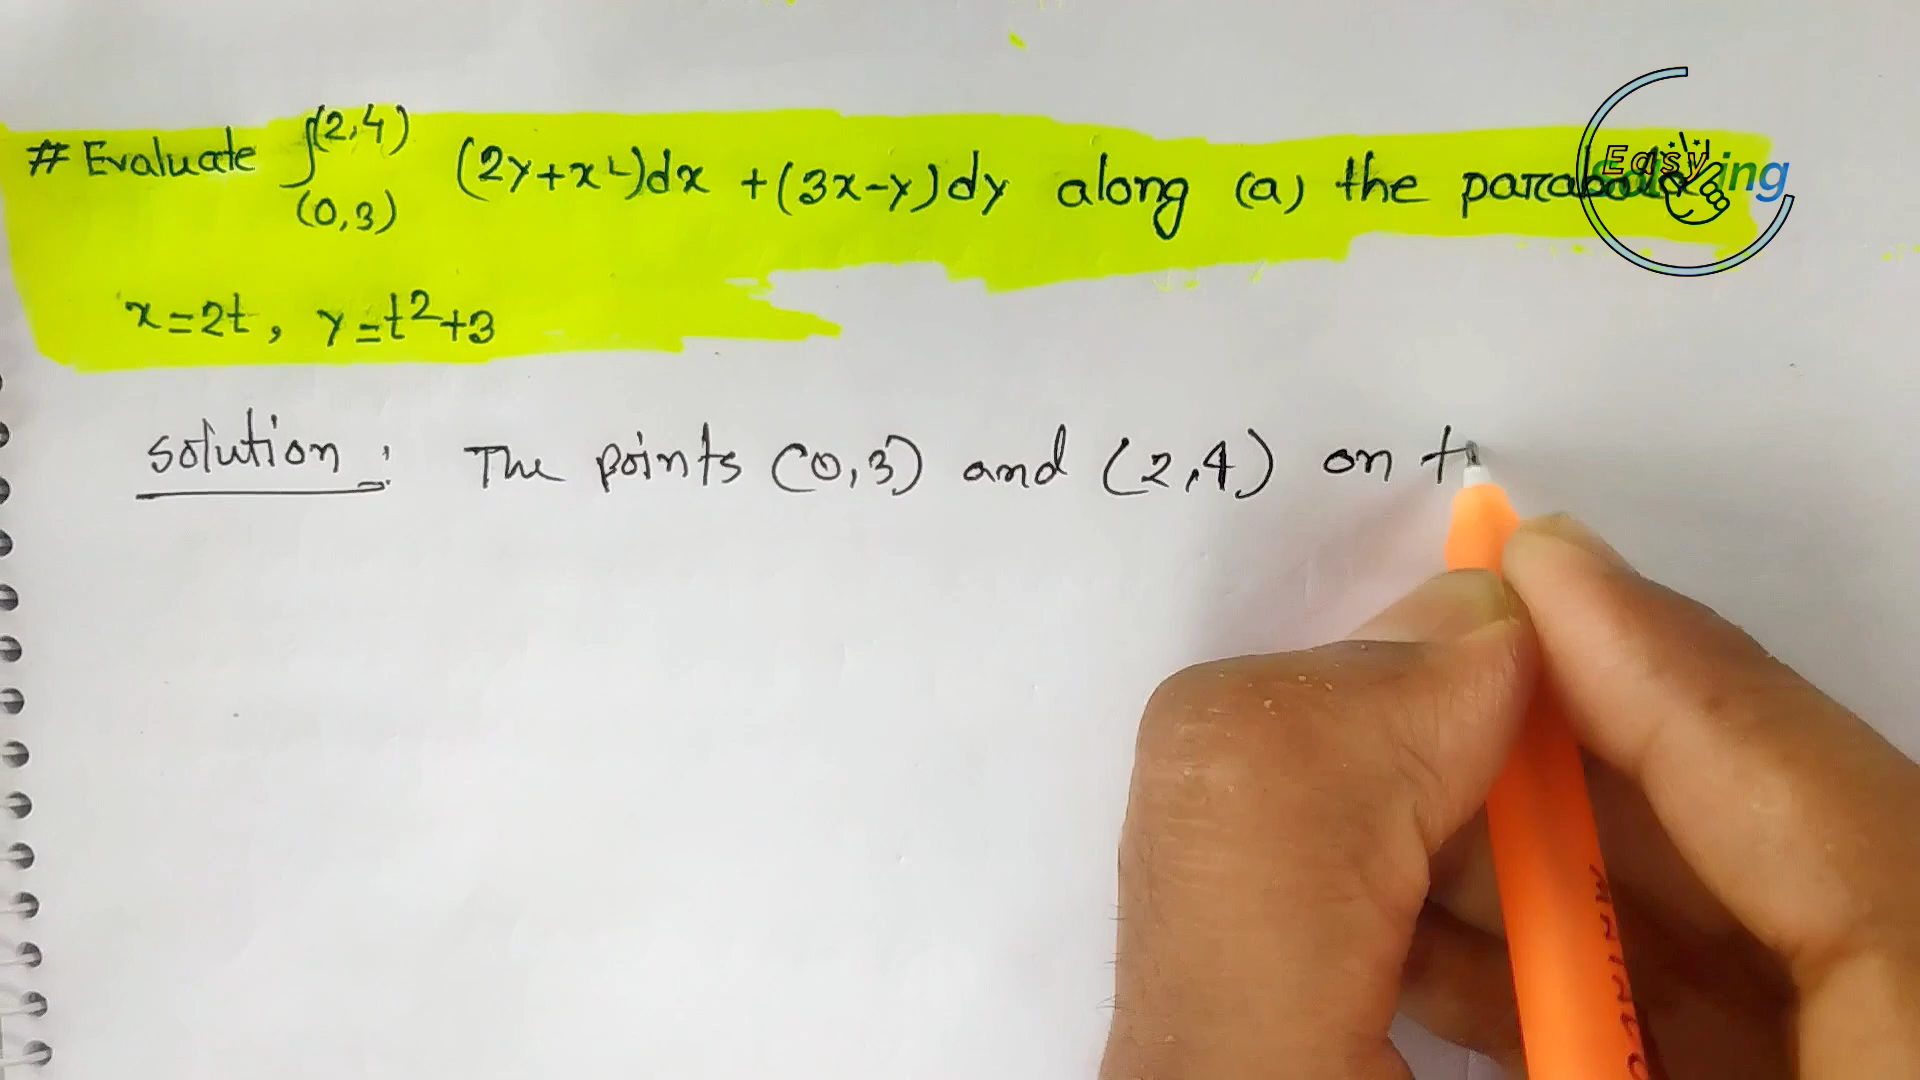 # Evaluate ∫(0,3)^(2,4) (2y+x²)dx + (3x-y)dy along (a) the parabola
x=2t, y=t²+3
Easy
ing
solution: The points (0,3) and (2,4) on t